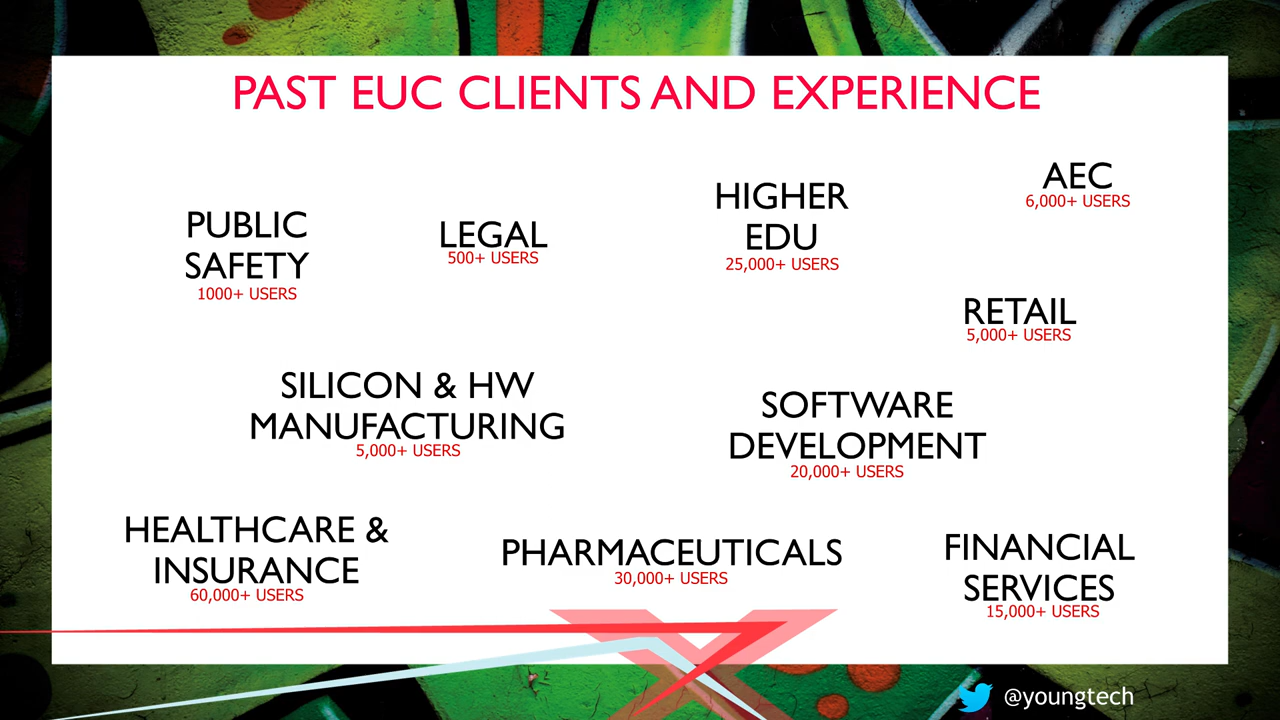 PAST EUC CLIENTS AND EXPERIENCE
PUBLIC
SAFETY
1000+ USERS
LEGAL
500+ USERS
HIGHER
EDU
25,000+ USERS
AEC
6,000+ USERS
RETAIL
5,000+ USERS
SILICON & HW
MANUFACTURING
5,000+ USERS
SOFTWARE
DEVELOPMENT
20,000+ USERS
HEALTHCARE &
INSURANCE
60,000+ USERS
PHARMACEUTICALS
30,000+ USERS
FINANCIAL
SERVICES
15,000+ USERS
@youngtech